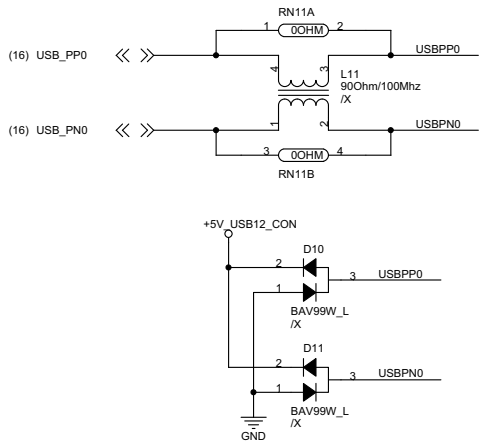 RN11A
1 0OHM 2
(16) USB_PP0 USBPP0
4 3
L11
90Ohm/100Mhz
/X
(16) USB_PN0 USBPN0
1 2
3 0OHM 4
RN11B
+5V_USB12_CON
D10
2
3 USBPP0
1
BAV99W_L
/X
D11
2
3 USBPN0
1
BAV99W_L
/X
GND